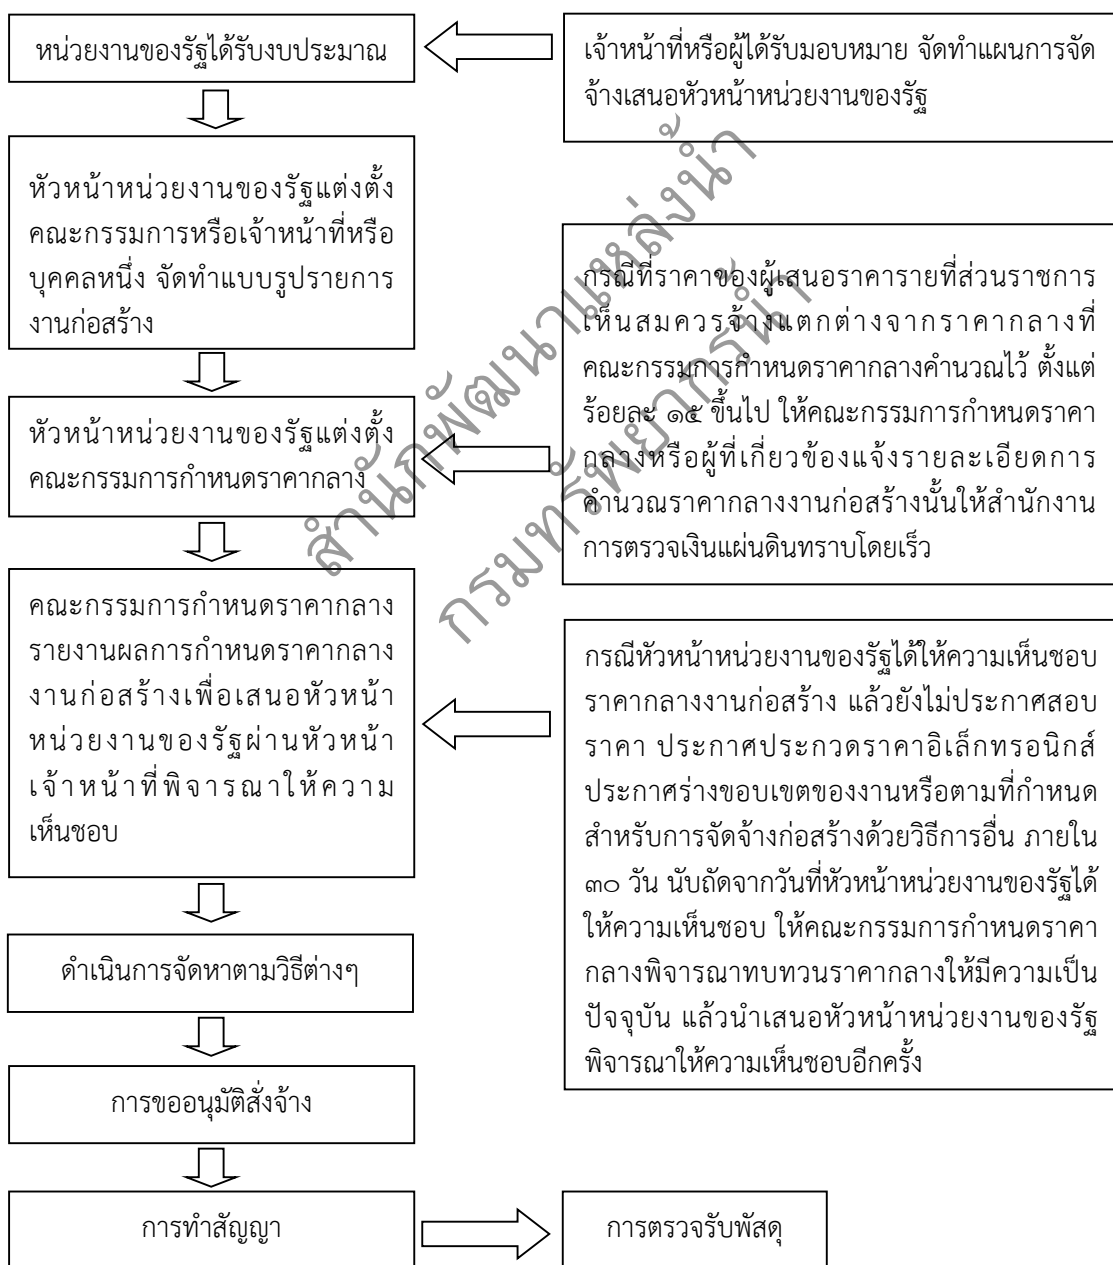 หน่วยงานของรัฐได้รับงบประมาณ
เจ้าหน้าที่หรือผู้ได้รับมอบหมาย จัดทำแผนการจัด
จ้างเสนอหัวหน้าหน่วยงานของรัฐ
หัวหน้าหน่วยงานของรัฐแต่งตั้ง
คณะกรรมการหรือเจ้าหน้าที่หรือ
บุคคลหนึ่ง จัดทำแบบรูปรายการ
งานก่อสร้าง
กรณีที่ราคาของผู้เสนอราคารายที่ส่วนราชการ
เห็นสมควรจ้างแตกต่างจากราคากลางที่
คณะกรรมการกำหนดราคากลางคำนวณไว้ ตั้งแต่
ร้อยละ ๑๕ ขึ้นไป ให้คณะกรรมการกำหนดราคา
กลางหรือผู้ที่เกี่ยวข้องแจ้งรายละเอียดการ
คำนวณราคากลางงานก่อสร้างนั้นให้สำนักงาน
การตรวจเงินแผ่นดินทราบโดยเร็ว
หัวหน้าหน่วยงานของรัฐแต่งตั้ง
คณะกรรมการกำหนดราคากลาง
คณะกรรมการกำหนดราคากลาง
รายงานผลการกำหนดราคากลาง
งานก่อสร้างเพื่อเสนอหัวหน้า
หน่วยงานของรัฐผ่านหัวหน้า
เจ้าหน้าที่พิจารณาให้ความ
เห็นชอบ
กรณีหัวหน้าหน่วยงานของรัฐได้ให้ความเห็นชอบ
ราคากลางงานก่อสร้าง แล้วยังไม่ประกาศสอบ
ราคา ประกาศประกวดราคาอิเล็กทรอนิกส์
ประกาศร่างขอบเขตของงานหรือตามที่กำหนด
สำหรับการจัดจ้างก่อสร้างด้วยวิธีการอื่น ภายใน
๓๐ วัน นับถัดจากวันที่หัวหน้าหน่วยงานของรัฐได้
ให้ความเห็นชอบ ให้คณะกรรมการกำหนดราคา
กลางพิจารณาทบทวนราคากลางให้มีความเป็น
ปัจจุบัน แล้วนำเสนอหัวหน้าหน่วยงานของรัฐ
พิจารณาให้ความเห็นชอบอีกครั้ง
ดำเนินการจัดหาตามวิธีต่างๆ
การขออนุมัติสั่งจ้าง
การทำสัญญา
การตรวจรับพัสดุ
สำนักพัฒนาแหล่งน้ำ
กรมทรัพยากรน้ำ